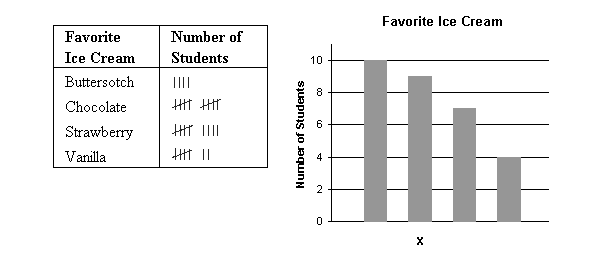 Favorite Ice Cream
Number of Students
Buttersotch
Chocolate
Strawberry
Vanilla
Favorite Ice Cream
Number of Students
10
8
6
4
2
0
X